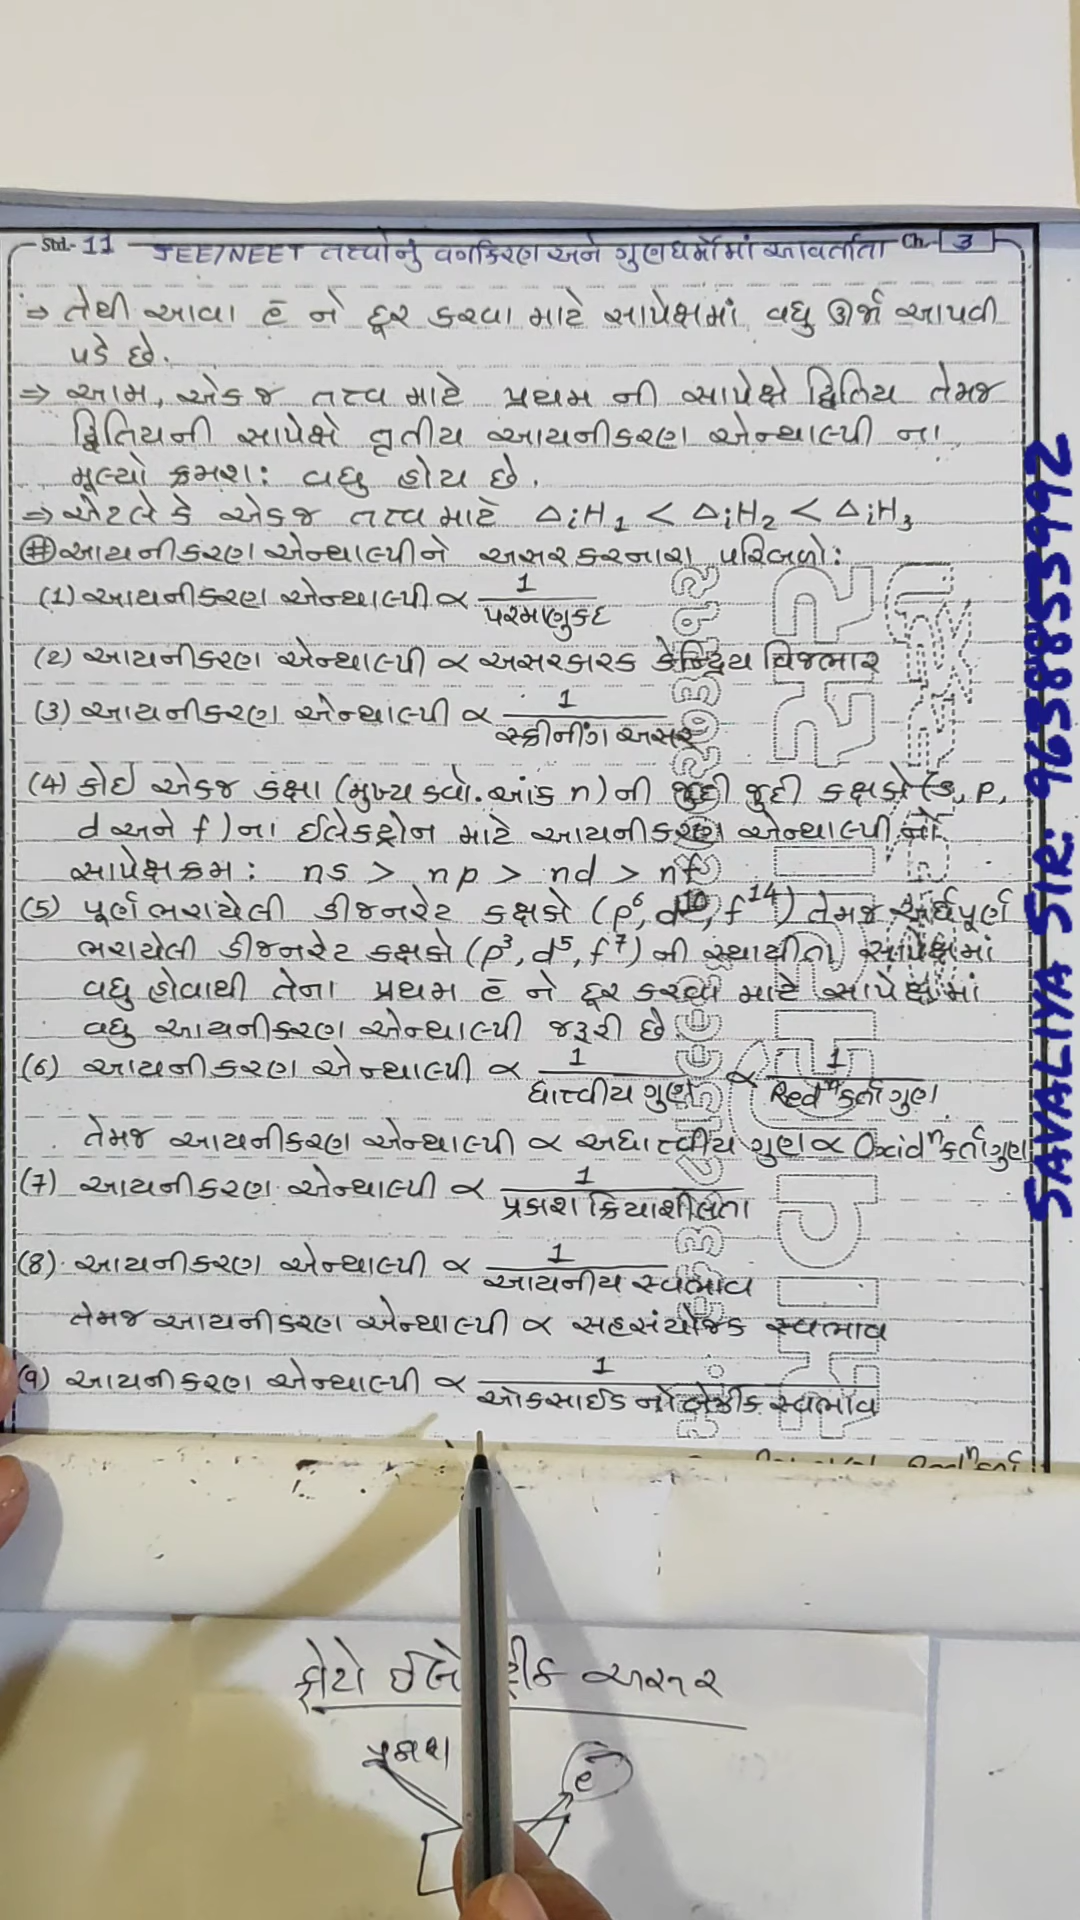 Std.- 11 JEE/NEET તત્ત્વોનું વર્ગીકરણ અને ગુણધર્મોમાં આવર્તતા Ch. 3
⇒ તેથી આવા ē ને દૂર કરવા માટે સાપેક્ષમાં વધુ ઊર્જા આપવી
પડે છે.
⇒ આમ, એક જ તત્વ માટે પ્રથમ ની સાપેક્ષે દ્વિતિય તેમજ
દ્વિતિયની સાપેક્ષે તૃતીય આયનીકરણ એન્થાલ્પી ના
મૂલ્યો ક્રમશ: વધુ હોય છે.
⇒ એટલે કે એકજ તત્વ માટે ΔiH1 < ΔiH2 < ΔiH3
# આયનીકરણ એન્થાલ્પીને અસર કરનારા પરિબળો:
(1) આયનીકરણ એન્થાલ્પી ∝ 1/પરમાણુકદ
(2) આયનીકરણ એન્થાલ્પી ∝ અસરકારક કેન્દ્રિય વિજભાર
(3) આયનીકરણ એન્થાલ્પી ∝ 1/સ્ક્રીનીંગ અસર
(4) કોઈ એકજ કક્ષા (મુખ્ય કવો. આંક n) ની જુદી જુદી કક્ષકો (s, p,
d અને f) ના ઈલેક્ટ્રોન માટે આયનીકરણ એન્થાલ્પી નો
સાપેક્ષ ક્રમ: ns > np > nd > nf
(5) પૂર્ણ ભરાયેલી ડીજનરેટ કક્ષકો (p⁶, d¹⁰, f¹⁴) તેમજ અર્ધપૂર્ણ
ભરાયેલી ડીજનરેટ કક્ષકો (p³, d⁵, f⁷) ની સ્થાયીતા સાપેક્ષમાં
વધુ હોવાથી તેના પ્રથમ ē ને દૂર કરવા માટે સાપેક્ષમાં
વધુ આયનીકરણ એન્થાલ્પી જરૂરી છે.
(6) આયનીકરણ એન્થાલ્પી ∝ 1/ધાત્વીય ગુણ ∝ 1/Redⁿ કર્તા ગુણ
તેમજ આયનીકરણ એન્થાલ્પી ∝ અધાત્વીય ગુણ ∝ Oxidⁿ કર્તા ગુણ
(7) આયનીકરણ એન્થાલ્પી ∝ 1/પ્રકાશ ક્રિયાશીલતા
(8) આયનીકરણ એન્થાલ્પી ∝ 1/આયનીય સ્વભાવ
તેમજ આયનીકરણ એન્થાલ્પી ∝ સહસંયોજક સ્વભાવ
(9) આયનીકરણ એન્થાલ્પી ∝ 1/ઓકસાઈડ નો બેઝીક સ્વભાવ
SAVALIYA SIR: 9638853992
અસર
પ્રકાશ
e⁻